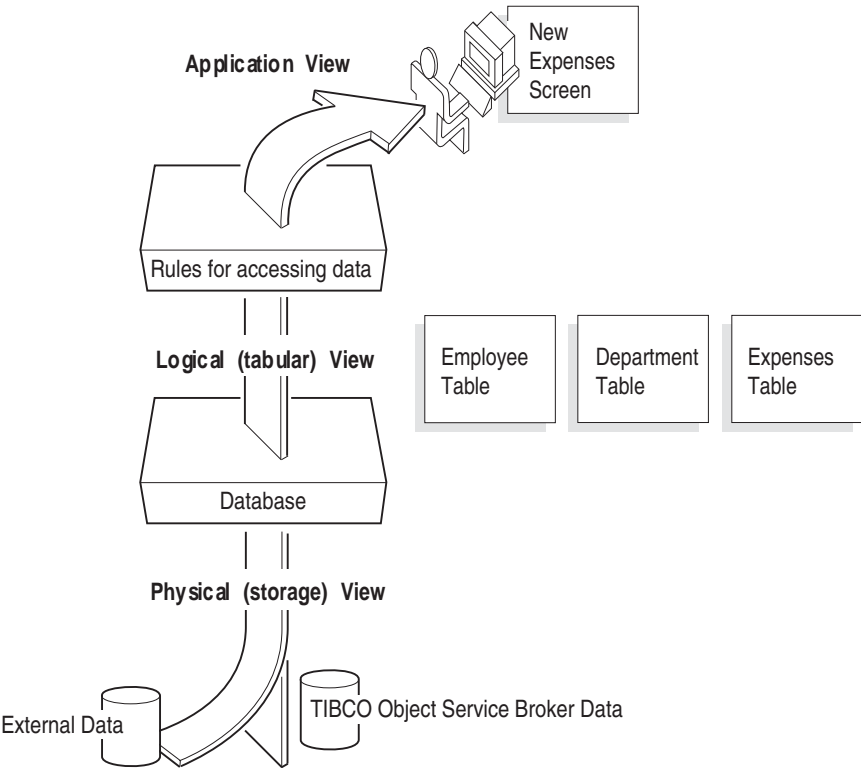 Application View
New
Expenses
Screen
Rules for accessing data
Logical (tabular) View
Employee
Table
Department
Table
Expenses
Table
Database
Physical (storage) View
External Data
TIBCO Object Service Broker Data